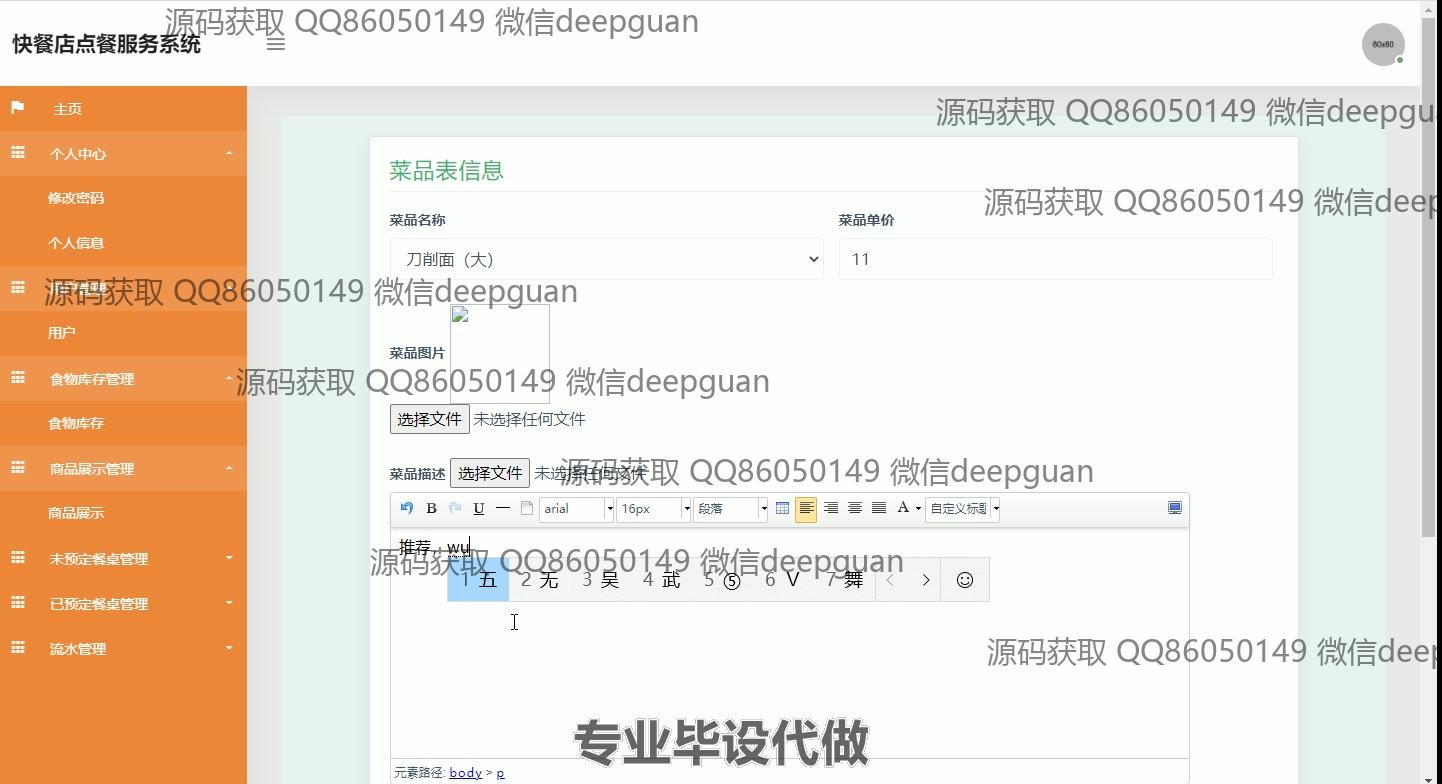 源码获取 QQ86050149 微信deepguan
快餐店点餐服务系统
80x80
主页
源码获取 QQ86050149 微信deepgu
个人中心
菜品表信息
修改密码
源码获取 QQ86050149 微信deep
菜品名称
菜品单价
个人信息
刀削面（大）
11
源码获取 QQ86050149 微信deepguan
用户
菜品图片
食物库存管理
源码获取 QQ86050149 微信deepguan
选择文件 未选择任何文件
食物库存
商品展示管理
菜品描述 选择文件 未选择任何文件
源码获取 QQ86050149 微信deepguan
商品展示
B U arial 16px 段落 A 自定义标题
推荐，wu
未预定餐桌管理
源码获取 QQ86050149 微信deepguan
1 五 2 无 3 吴 4 武 5 ⑤ 6 V 7 舞
已预定餐桌管理
流水管理
源码获取 QQ86050149 微信deep
专业毕设代做
元素路径: body > p